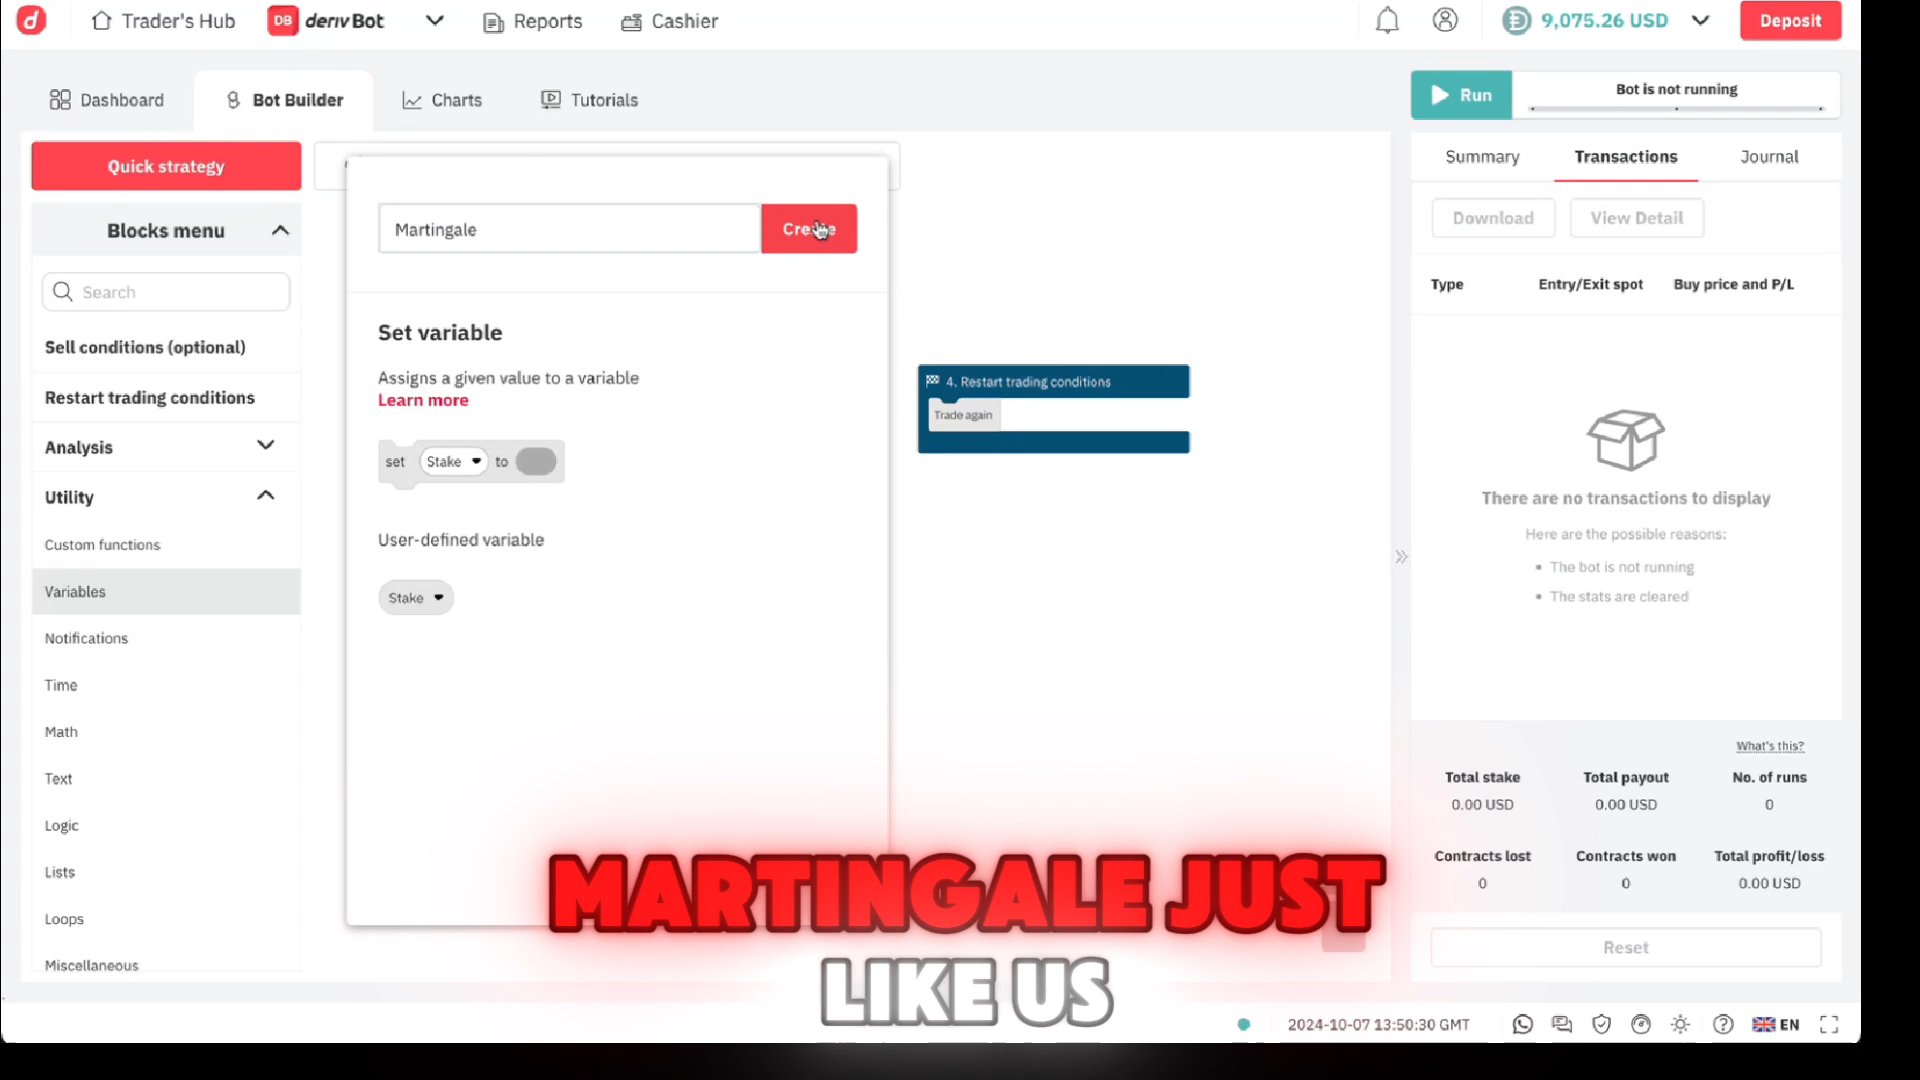 Trader's Hub
DB deriv Bot
Reports
Cashier
9,075.26 USD
Deposit
Dashboard
Bot Builder
Charts
Tutorials
Run
Bot is not running
Quick strategy
Blocks menu
Search
Sell conditions (optional)
Restart trading conditions
Analysis
Utility
Custom functions
Variables
Notifications
Time
Math
Text
Logic
Lists
Loops
Miscellaneous
Martingale
Create
Set variable
Assigns a given value to a variable
Learn more
set Stake to
User-defined variable
Stake
4. Restart trading conditions
Trade again
Summary
Transactions
Journal
Download
View Detail
Type
Entry/Exit spot
Buy price and P/L
There are no transactions to display
Here are the possible reasons:
• The bot is not running
• The stats are cleared
What's this?
Total stake
0.00 USD
Total payout
0.00 USD
No. of runs
0
Contracts lost
0
Contracts won
0
Total profit/loss
0.00 USD
Reset
MARTINGALE JUST
LIKE US
2024-10-07 13:50:30 GMT
EN